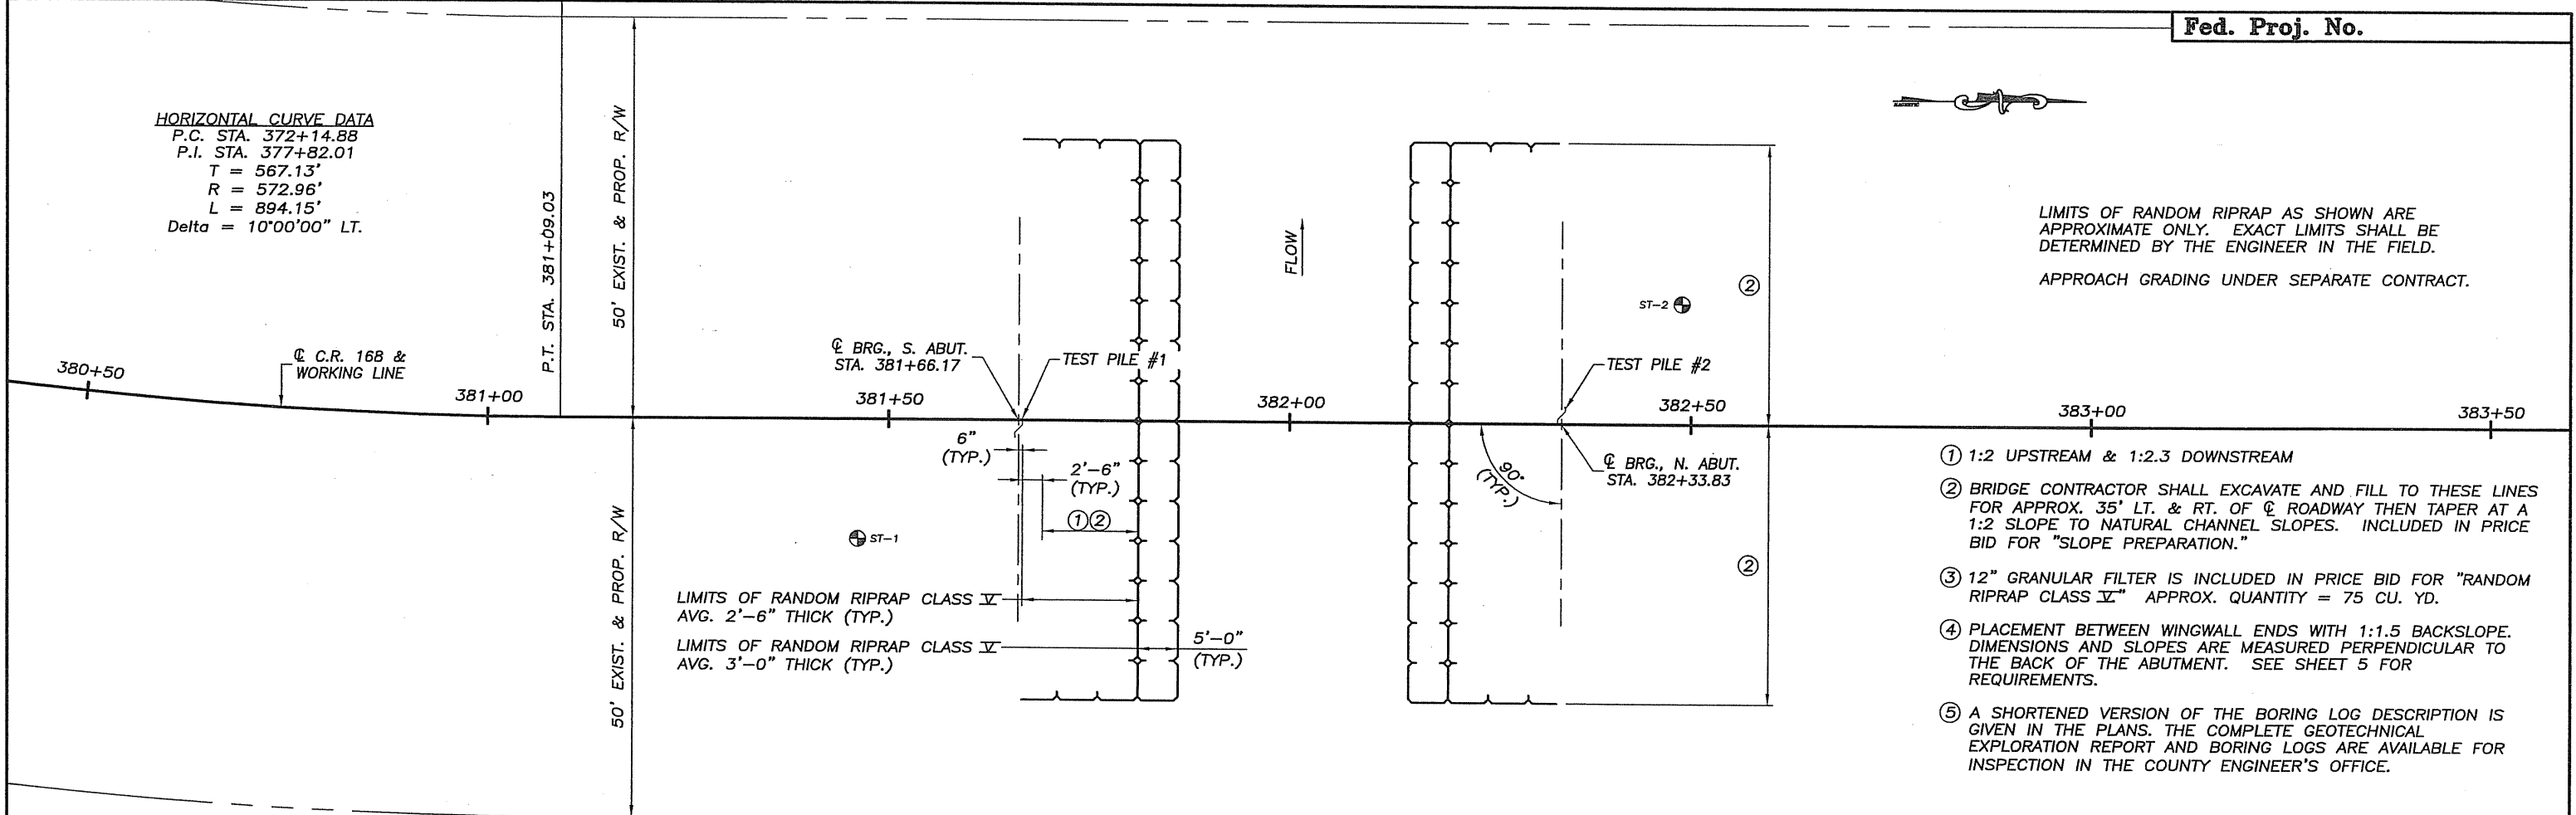 Fed. Proj. No.
HORIZONTAL CURVE DATA
P.C. STA. 372+14.88
P.I. STA. 377+82.01
T = 567.13'
R = 572.96'
L = 894.15'
Delta = 10°00'00" LT.
P.T. STA. 381+09.03
50' EXIST. & PROP. R/W
FLOW
MAGNETIC
LIMITS OF RANDOM RIPRAP AS SHOWN ARE
APPROXIMATE ONLY. EXACT LIMITS SHALL BE
DETERMINED BY THE ENGINEER IN THE FIELD.
APPROACH GRADING UNDER SEPARATE CONTRACT.
ST-2
②
℄ C.R. 168 &
WORKING LINE
℄ BRG., S. ABUT.
STA. 381+66.17
TEST PILE #1
TEST PILE #2
380+50
381+00
381+50
382+00
382+50
383+00
383+50
6"
(TYP.)
2'-6"
(TYP.)
①②
90°
(TYP.)
℄ BRG., N. ABUT.
STA. 382+33.83
ST-1
②
50' EXIST. & PROP. R/W
LIMITS OF RANDOM RIPRAP CLASS V
AVG. 2'-6" THICK (TYP.)
LIMITS OF RANDOM RIPRAP CLASS V
AVG. 3'-0" THICK (TYP.)
5'-0"
(TYP.)
① 1:2 UPSTREAM & 1:2.3 DOWNSTREAM
② BRIDGE CONTRACTOR SHALL EXCAVATE AND FILL TO THESE LINES
FOR APPROX. 35' LT. & RT. OF ℄ ROADWAY THEN TAPER AT A
1:2 SLOPE TO NATURAL CHANNEL SLOPES. INCLUDED IN PRICE
BID FOR "SLOPE PREPARATION."
③ 12" GRANULAR FILTER IS INCLUDED IN PRICE BID FOR "RANDOM
RIPRAP CLASS V" APPROX. QUANTITY = 75 CU. YD.
④ PLACEMENT BETWEEN WINGWALL ENDS WITH 1:1.5 BACKSLOPE.
DIMENSIONS AND SLOPES ARE MEASURED PERPENDICULAR TO
THE BACK OF THE ABUTMENT. SEE SHEET 5 FOR
REQUIREMENTS.
⑤ A SHORTENED VERSION OF THE BORING LOG DESCRIPTION IS
GIVEN IN THE PLANS. THE COMPLETE GEOTECHNICAL
EXPLORATION REPORT AND BORING LOGS ARE AVAILABLE FOR
INSPECTION IN THE COUNTY ENGINEER'S OFFICE.